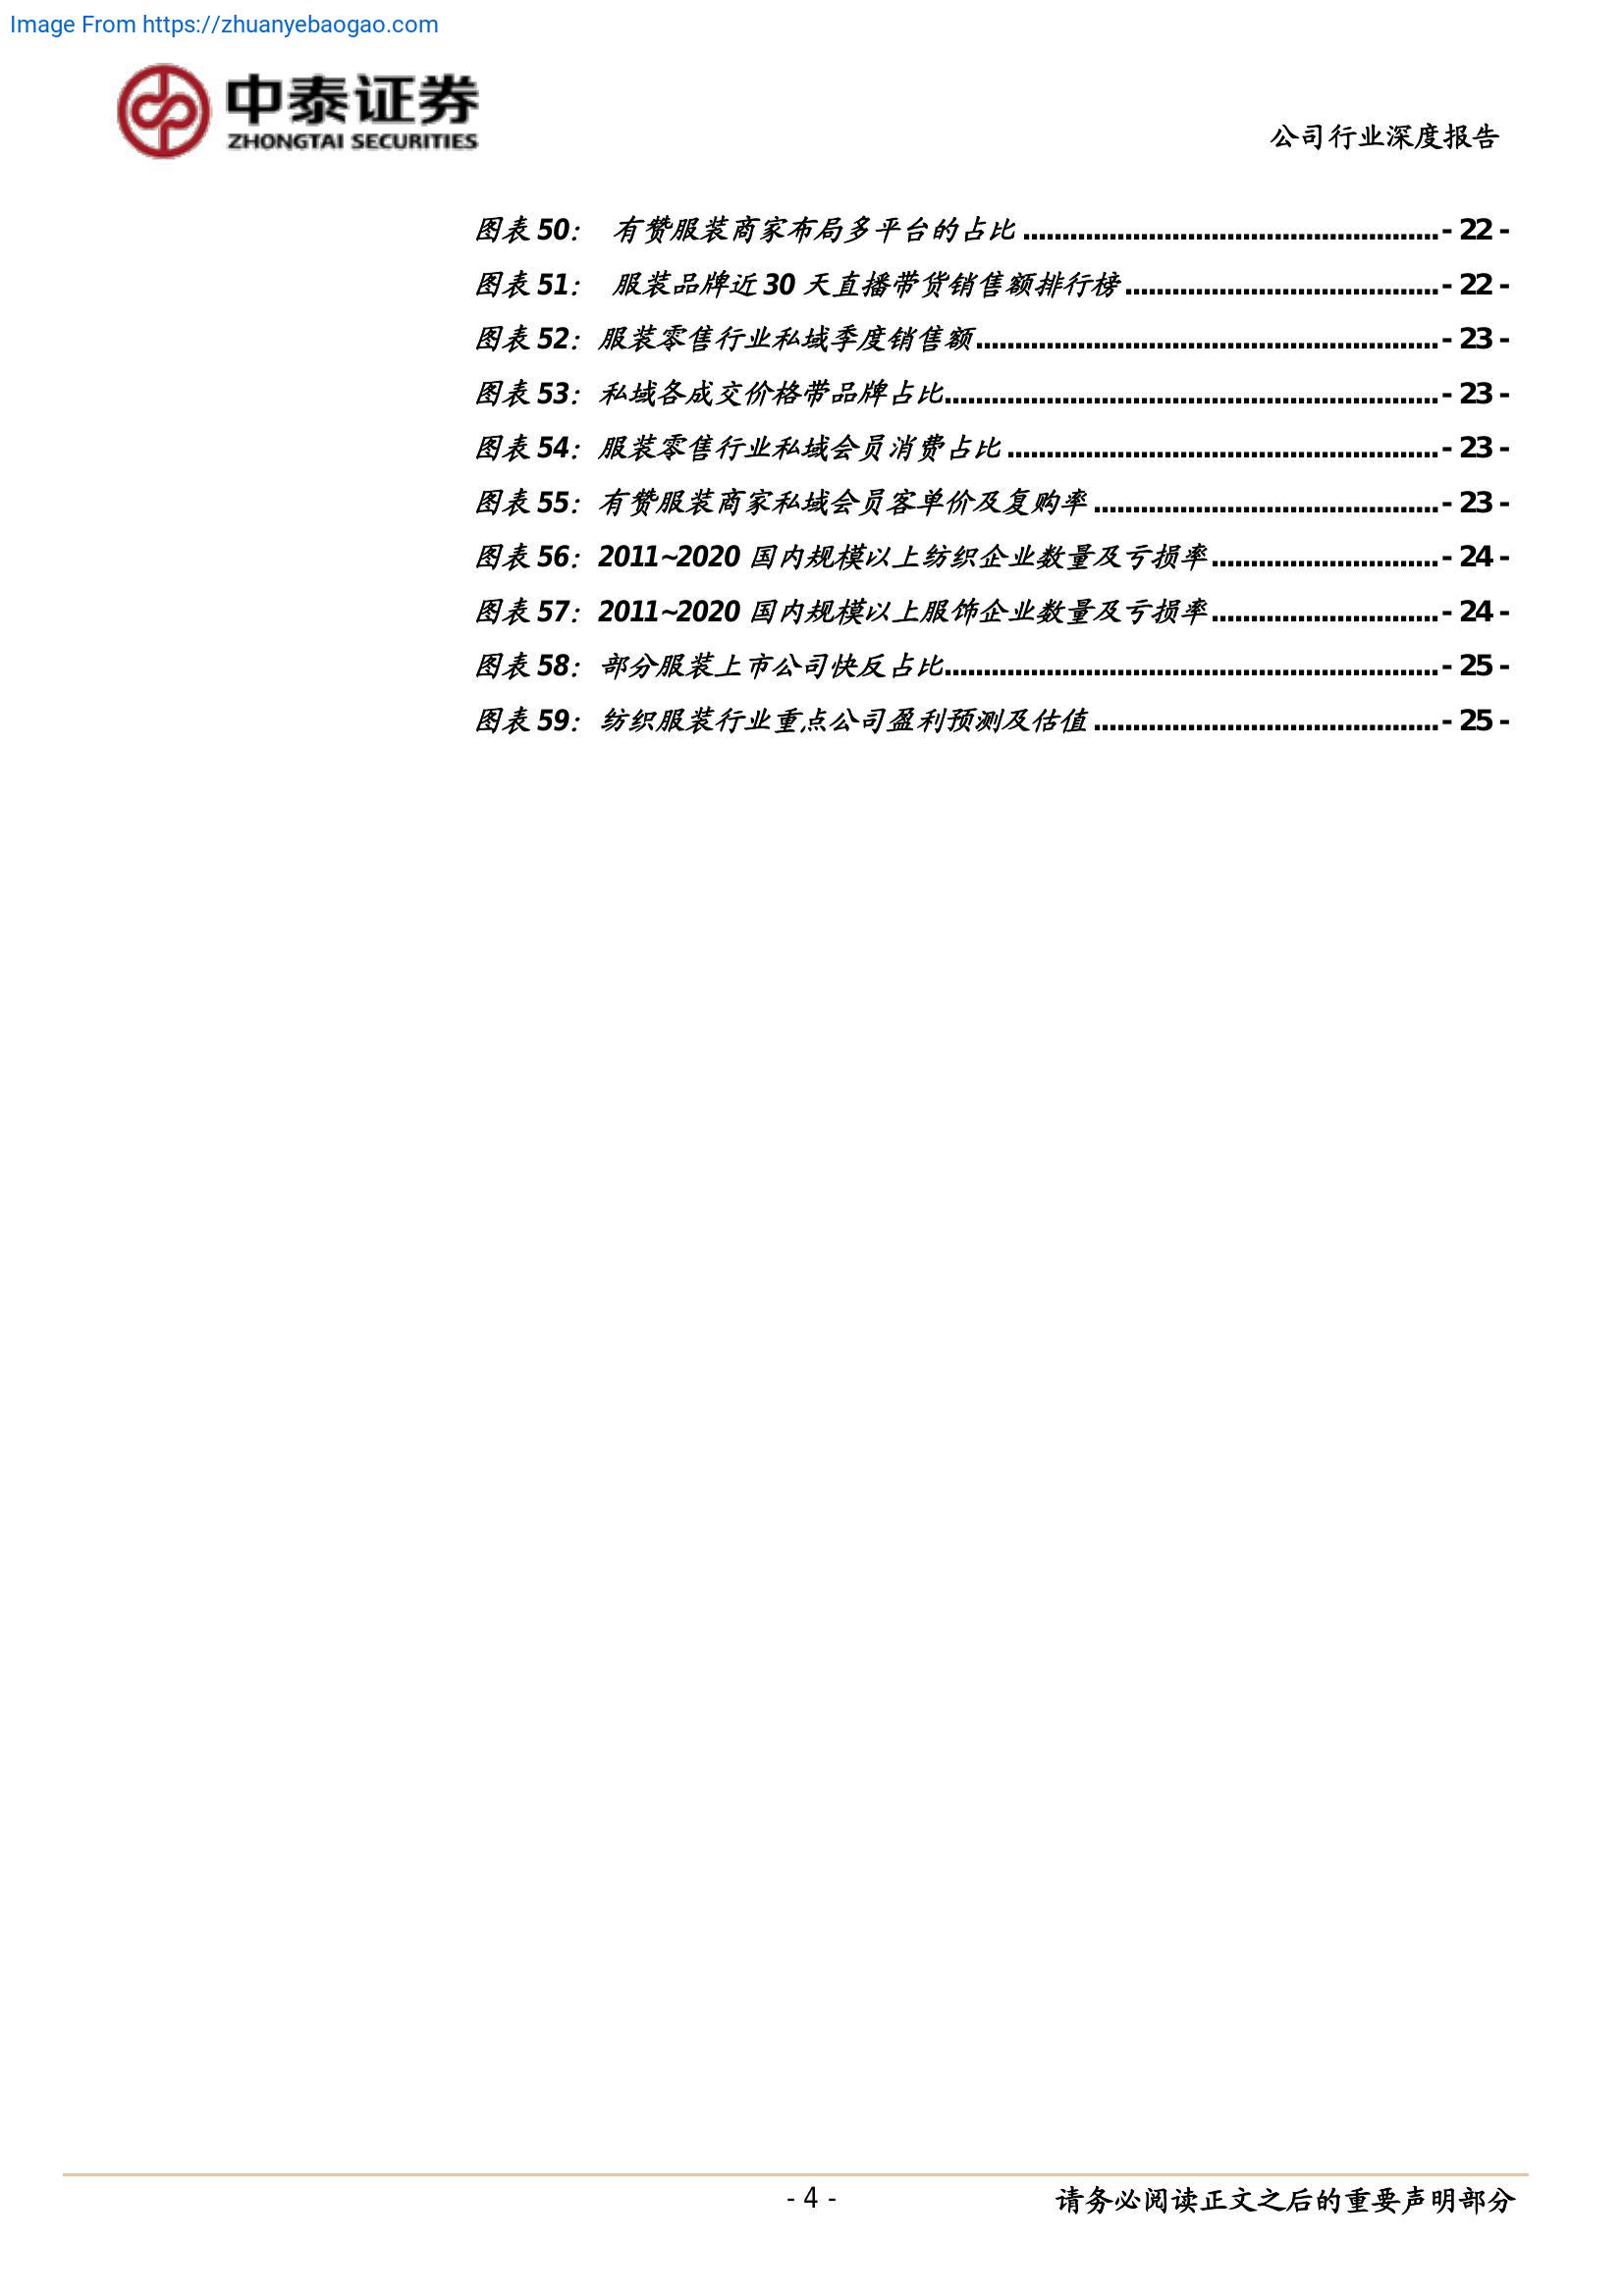 Image From https://zhuanyebaogao.com
中泰证券
ZHONGTAI SECURITIES
公司行业深度报告
图表 50： 有赞服装商家布局多平台的占比 ..................................................... - 22 -
图表 51： 服装品牌近 30 天直播带货销售额排行榜 ........................................ - 22 -
图表 52：服装零售行业私域季度销售额........................................................... - 23 -
图表 53：私域各成交价格带品牌占比............................................................... - 23 -
图表 54：服装零售行业私域会员消费占比 ....................................................... - 23 -
图表 55：有赞服装商家私域会员客单价及复购率 ............................................ - 23 -
图表 56：2011~2020 国内规模以上纺织企业数量及亏损率............................. - 24 -
图表 57：2011~2020 国内规模以上服饰企业数量及亏损率............................. - 24 -
图表 58：部分服装上市公司快反占比............................................................... - 25 -
图表 59：纺织服装行业重点公司盈利预测及估值 ............................................ - 25 -
- 4 -
请务必阅读正文之后的重要声明部分